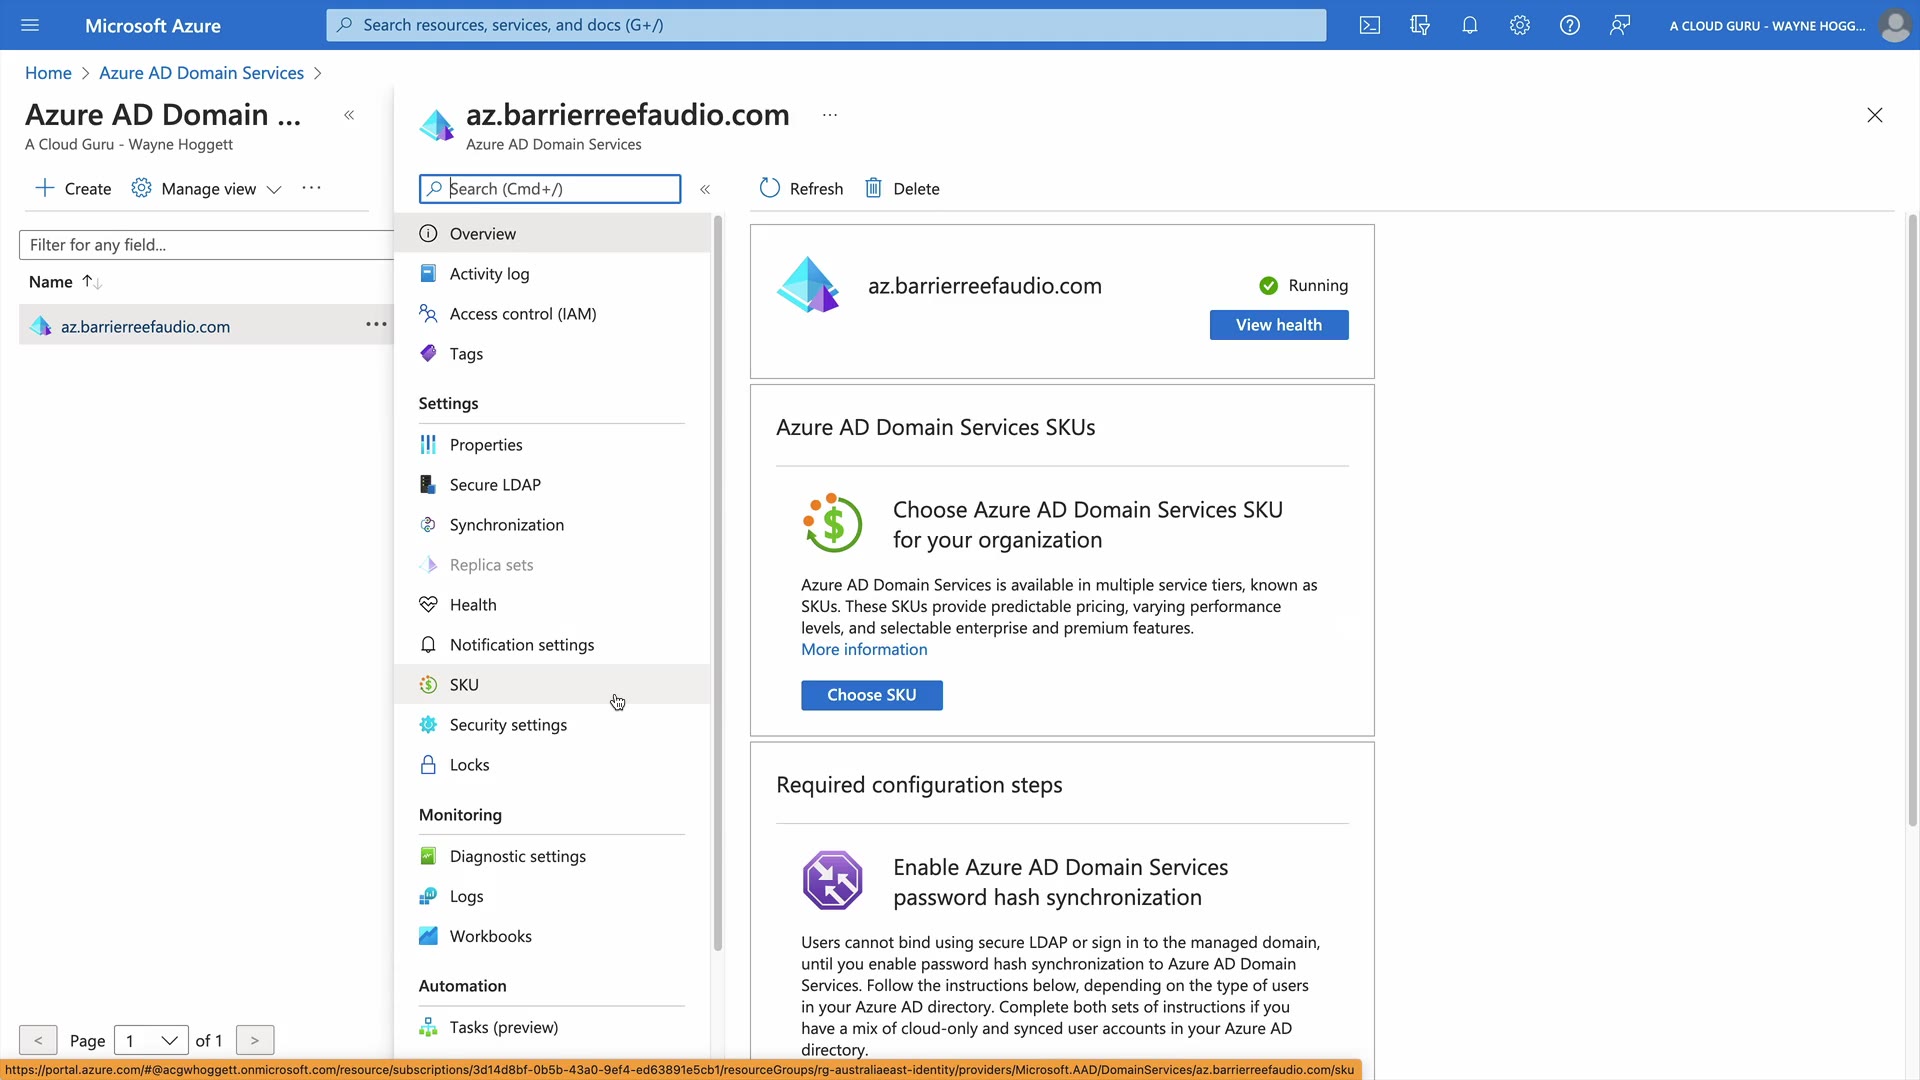 Microsoft Azure
Search resources, services, and docs (G+/)
A CLOUD GURU - WAYNE HOGG...
Home > Azure AD Domain Services >
Azure AD Domain ...
A Cloud Guru - Wayne Hoggett
Create
Manage view
Filter for any field...
Name
az.barrierreefaudio.com
< Page 1 of 1 >
az.barrierreefaudio.com
Azure AD Domain Services
Search (Cmd+/)
Overview
Activity log
Access control (IAM)
Tags
Settings
Properties
Secure LDAP
Synchronization
Replica sets
Health
Notification settings
SKU
Security settings
Locks
Monitoring
Diagnostic settings
Logs
Workbooks
Automation
Tasks (preview)
Refresh
Delete
az.barrierreefaudio.com
Running
View health
Azure AD Domain Services SKUs
Choose Azure AD Domain Services SKU
for your organization
Azure AD Domain Services is available in multiple service tiers, known as
SKUs. These SKUs provide predictable pricing, varying performance
levels, and selectable enterprise and premium features.
More information
Choose SKU
Required configuration steps
Enable Azure AD Domain Services
password hash synchronization
Users cannot bind using secure LDAP or sign in to the managed domain,
until you enable password hash synchronization to Azure AD Domain
Services. Follow the instructions below, depending on the type of users
in your Azure AD directory. Complete both sets of instructions if you
have a mix of cloud-only and synced user accounts in your Azure AD
directory.
https://portal.azure.com/#@acgwhoggett.onmicrosoft.com/resource/subscriptions/3d14d8bf-0b5b-43a0-9ef4-ed63891e5cb1/resourceGroups/rg-australiaeast-identity/providers/Microsoft.AAD/DomainServices/az.barrierreefaudio.com/sku